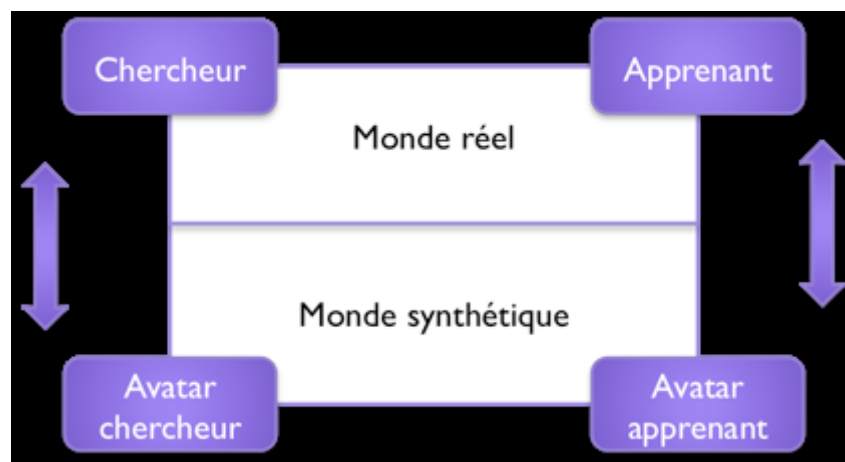 Chercheur
Apprenant
Monde réel
Monde synthétique
Avatar
chercheur
Avatar
apprenant